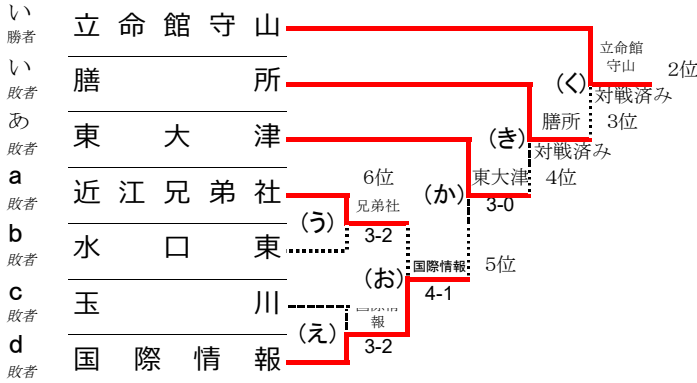 い
勝者
立命館守山
い
敗者
膳所
あ
敗者
東大津
a
敗者
近江兄弟社
b
敗者
水口東
c
敗者
玉川
d
敗者
国際情報
立命館
守山
2位
(く)
対戦済み
膳所
3位
(き)
対戦済み
東大津
4位
(か)
3-0
6位
兄弟社
(う)
3-2
国際情報
5位
(お)
4-1
報
(え)
3-2